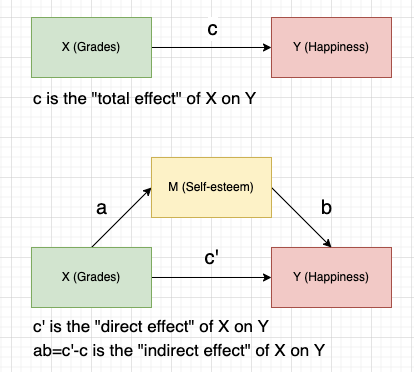 c
X (Grades)
Y (Happiness)
c is the "total effect" of X on Y
M (Self-esteem)
a
b
c'
X (Grades)
Y (Happiness)
c' is the "direct effect" of X on Y
ab=c'-c is the "indirect effect" of X on Y